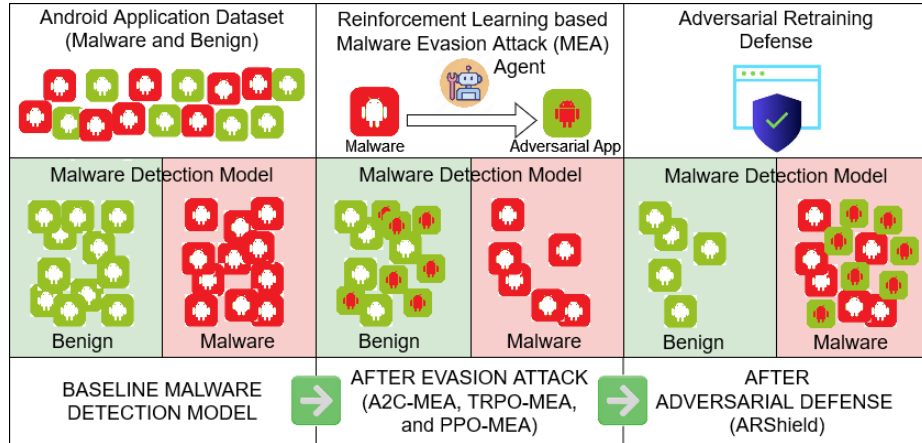 Android Application Dataset
(Malware and Benign)
Reinforcement Learning based
Malware Evasion Attack (MEA)
Agent
Malware
Adversarial App
Adversarial Retraining
Defense
Malware Detection Model
Benign
Malware
Malware Detection Model
Benign
Malware
Malware Detection Model
Benign
Malware
BASELINE MALWARE
DETECTION MODEL
AFTER EVASION ATTACK
(A2C-MEA, TRPO-MEA,
and PPO-MEA)
AFTER
ADVERSARIAL DEFENSE
(ARShield)